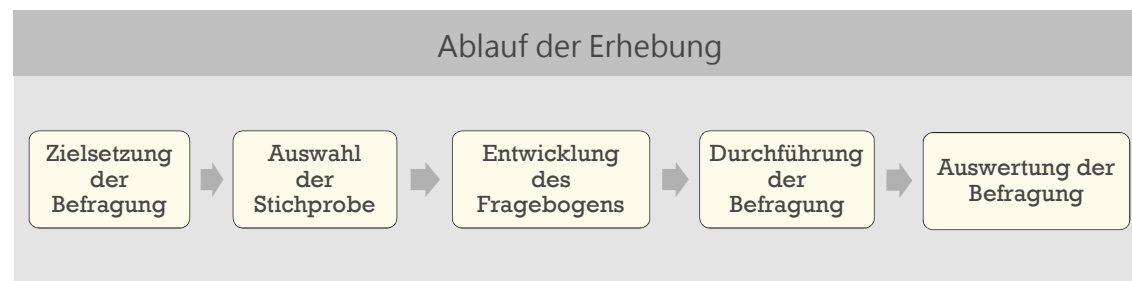 Ablauf der Erhebung
Zielsetzung
der
Befragung
Auswahl
der
Stichprobe
Entwicklung
des
Fragebogens
Durchführung
der
Befragung
Auswertung der
Befragung